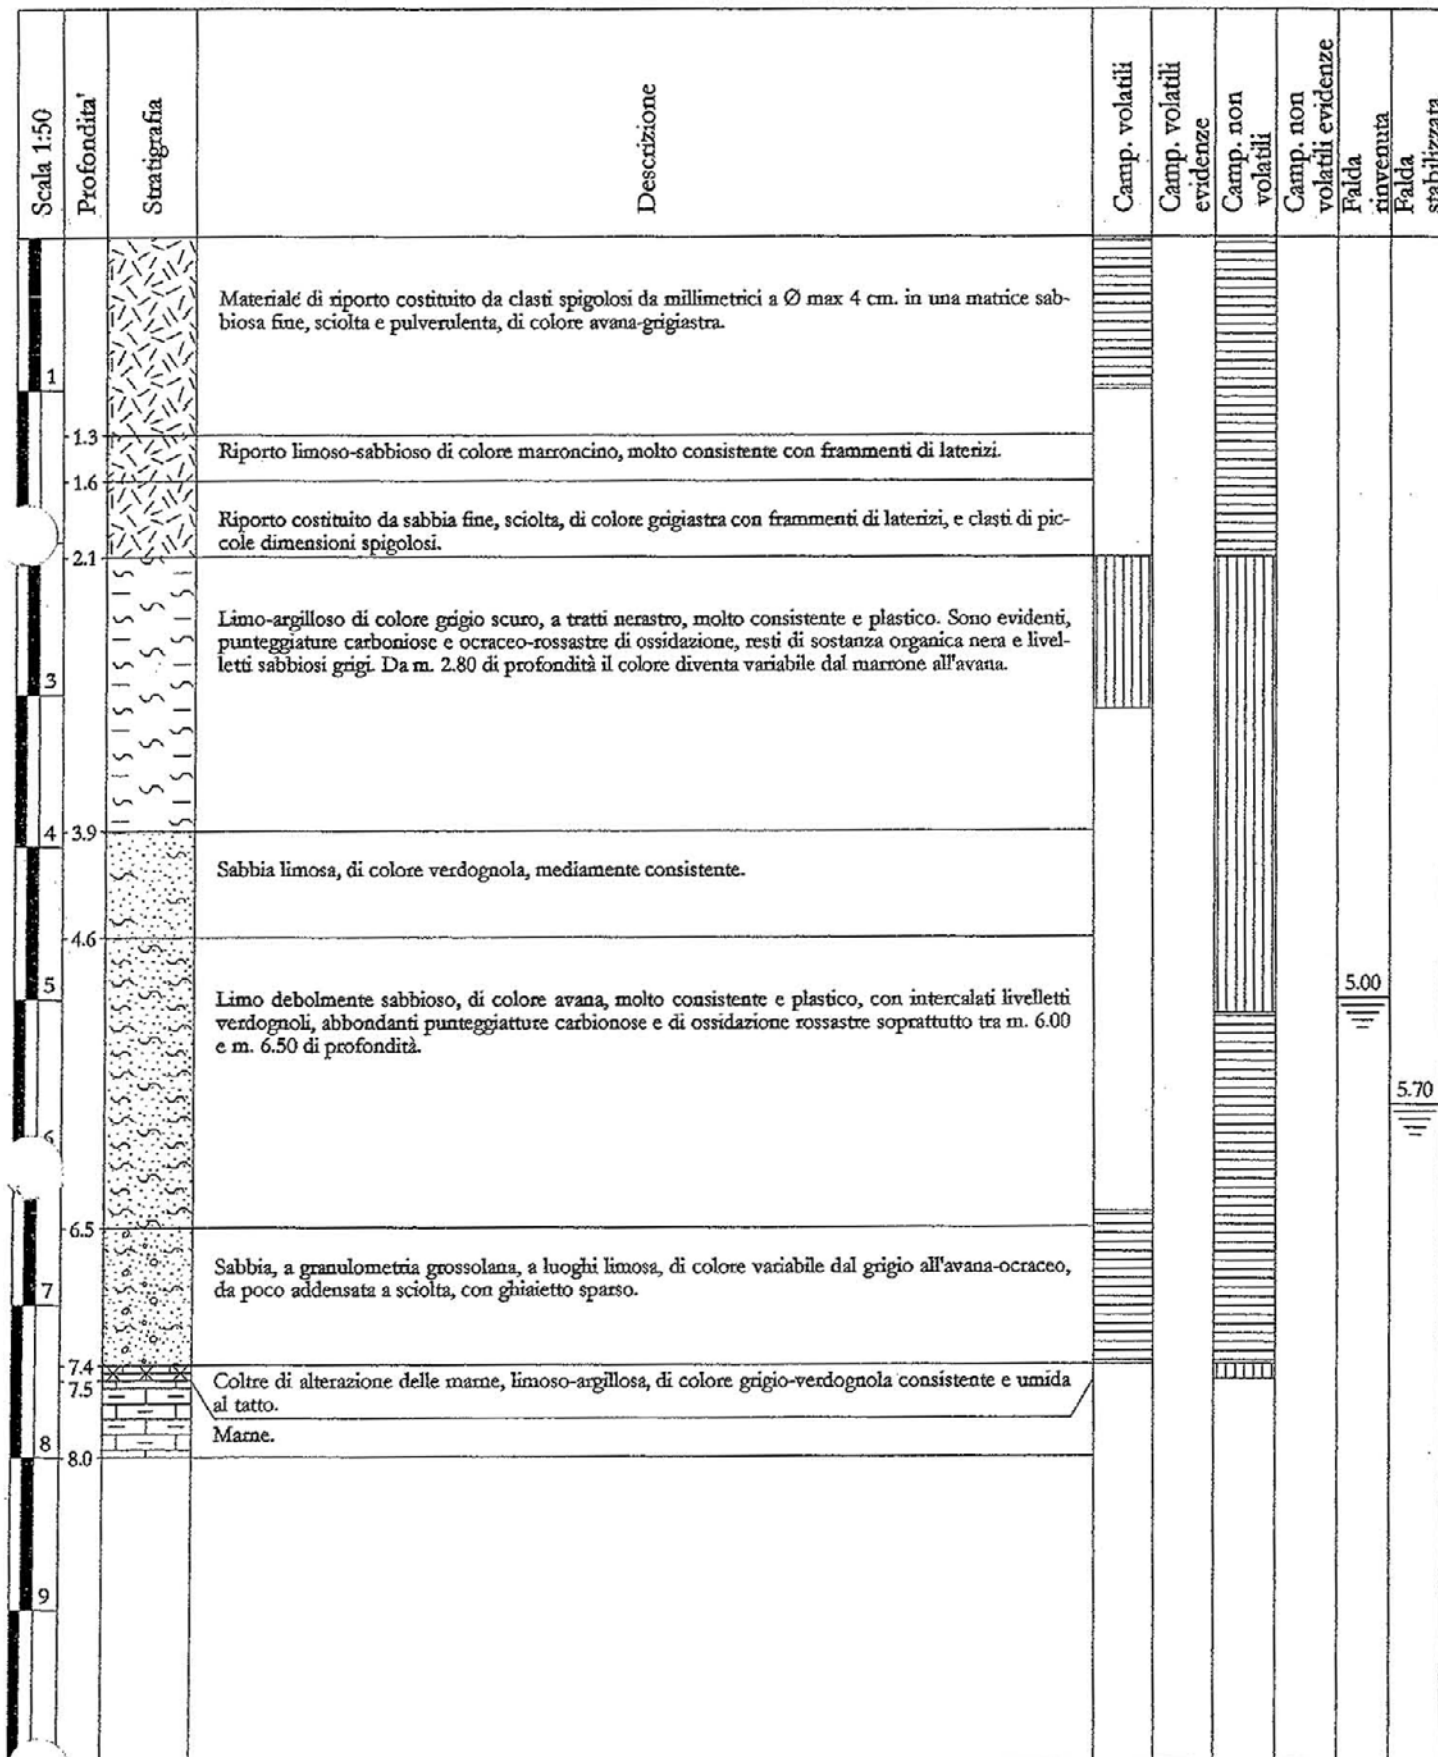 Scala 1:50
Profondita'
Stratigrafia
Descrizione
Camp. volatili
Camp. volatili
evidenze
Camp. non
volatili
Camp. non
volatili evidenze
Falda
rinvenuta
Falda
stabilizzata
Materiale di riporto costituito da clasti spigolosi da millimetrici a Ø max 4 cm. in una matrice sab-
biosa fine, sciolta e pulverulenta, di colore avana-grigiastra.
1
1.3
Riporto limoso-sabbioso di colore marroncino, molto consistente con frammenti di laterizi.
1.6
Riporto costituito da sabbia fine, sciolta, di colore grigiastra con frammenti di laterizi, e clasti di pic-
cole dimensioni spigolosi.
2.1
Limo-argilloso di colore grigio scuro, a tratti nerastro, molto consistente e plastico. Sono evidenti,
punteggiature carboniose e ocraceo-rossastre di ossidazione, resti di sostanza organica nera e livel-
letti sabbiosi grigi. Da m. 2.80 di profondità il colore diventa variabile dal marrone all'avana.
3
4
3.9
Sabbia limosa, di colore verdognola, mediamente consistente.
4.6
5
5.00
Limo debolmente sabbioso, di colore avana, molto consistente e plastico, con intercalati livelletti
verdognoli, abbondanti punteggiatture carbionose e di ossidazione rossastre soprattutto tra m. 6.00
e m. 6.50 di profondità.
5.70
6
6.5
Sabbia, a granulometria grossolana, a luoghi limosa, di colore variabile dal grigio all'avana-ocraceo,
da poco addensata a sciolta, con ghiaietto sparso.
7
7.4
7.5
Coltre di alterazione delle marne, limoso-argillosa, di colore grigio-verdognola consistente e umida
al tatto.
Marne.
8
8.0
9